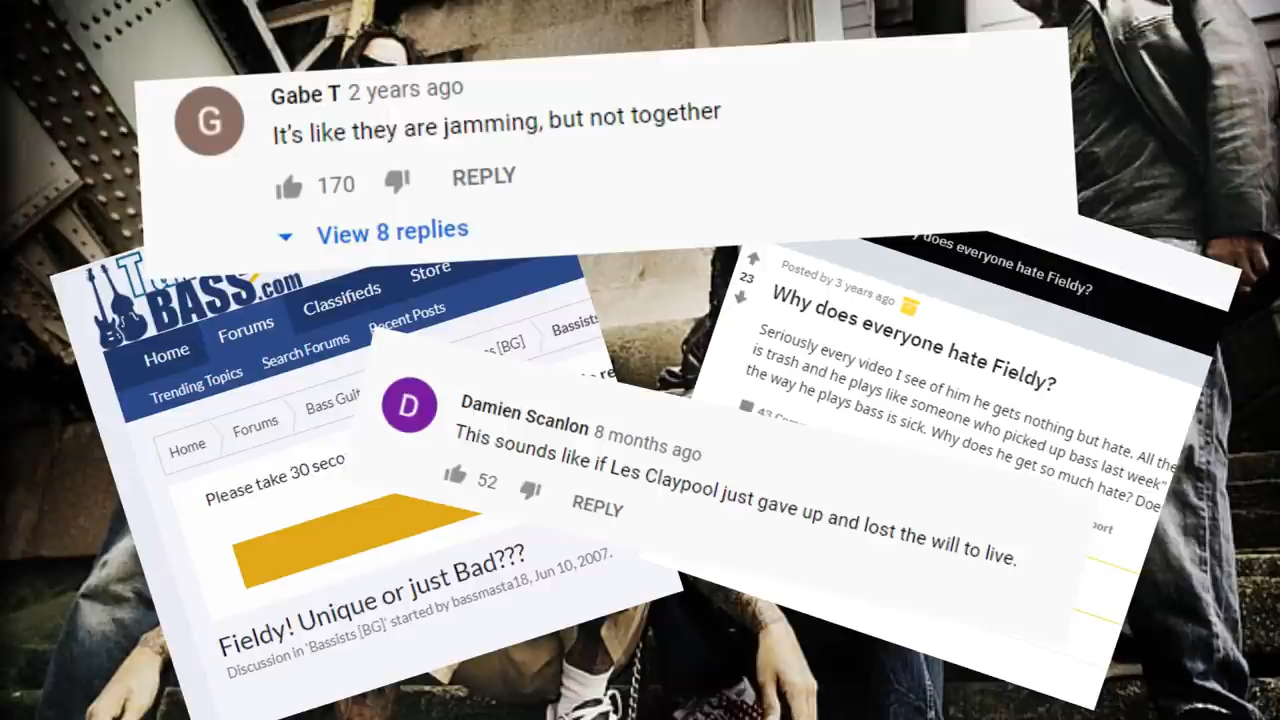 G
Gabe T 2 years ago
It's like they are jamming, but not together
170
REPLY
View 8 replies
BASS.com
Home Forums Classifieds Store
Trending Topics Search Forums Recent Posts
Home Forums Bass [BG] Bassists
Please take 30 seco
Fieldy! Unique or just Bad???
Discussion in 'Bassists [BG]' started by bassmasta18, Jun 10, 2007.
D
Damien Scanlon 8 months ago
This sounds like if Les Claypool just gave up and lost the will to live.
52
REPLY
does everyone hate Fieldy?
23
Posted by 3 years ago
Why does everyone hate Fieldy?
Seriously every video I see of him he gets nothing but hate. All the
is trash and he plays like someone who picked up bass last week"
the way he plays bass is sick. Why does he get so much hate? Doe
43